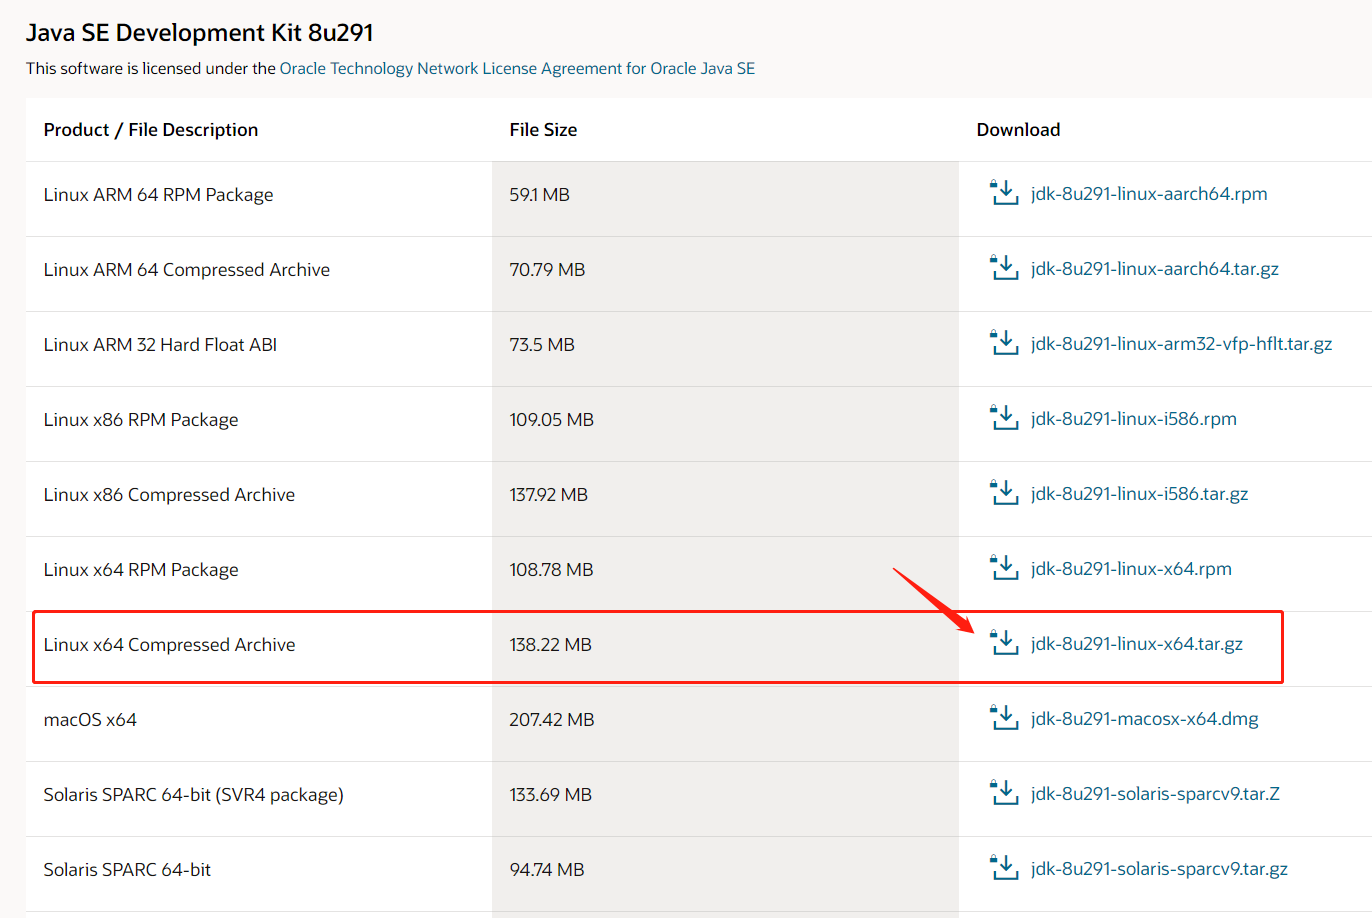 Java SE Development Kit 8u291
This software is licensed under the Oracle Technology Network License Agreement for Oracle Java SE
Product / File Description File Size Download
Linux ARM 64 RPM Package 59.1 MB jdk-8u291-linux-aarch64.rpm
Linux ARM 64 Compressed Archive 70.79 MB jdk-8u291-linux-aarch64.tar.gz
Linux ARM 32 Hard Float ABI 73.5 MB jdk-8u291-linux-arm32-vfp-hflt.tar.gz
Linux x86 RPM Package 109.05 MB jdk-8u291-linux-i586.rpm
Linux x86 Compressed Archive 137.92 MB jdk-8u291-linux-i586.tar.gz
Linux x64 RPM Package 108.78 MB jdk-8u291-linux-x64.rpm
Linux x64 Compressed Archive 138.22 MB jdk-8u291-linux-x64.tar.gz
macOS x64 207.42 MB jdk-8u291-macosx-x64.dmg
Solaris SPARC 64-bit (SVR4 package) 133.69 MB jdk-8u291-solaris-sparcv9.tar.Z
Solaris SPARC 64-bit 94.74 MB jdk-8u291-solaris-sparcv9.tar.gz